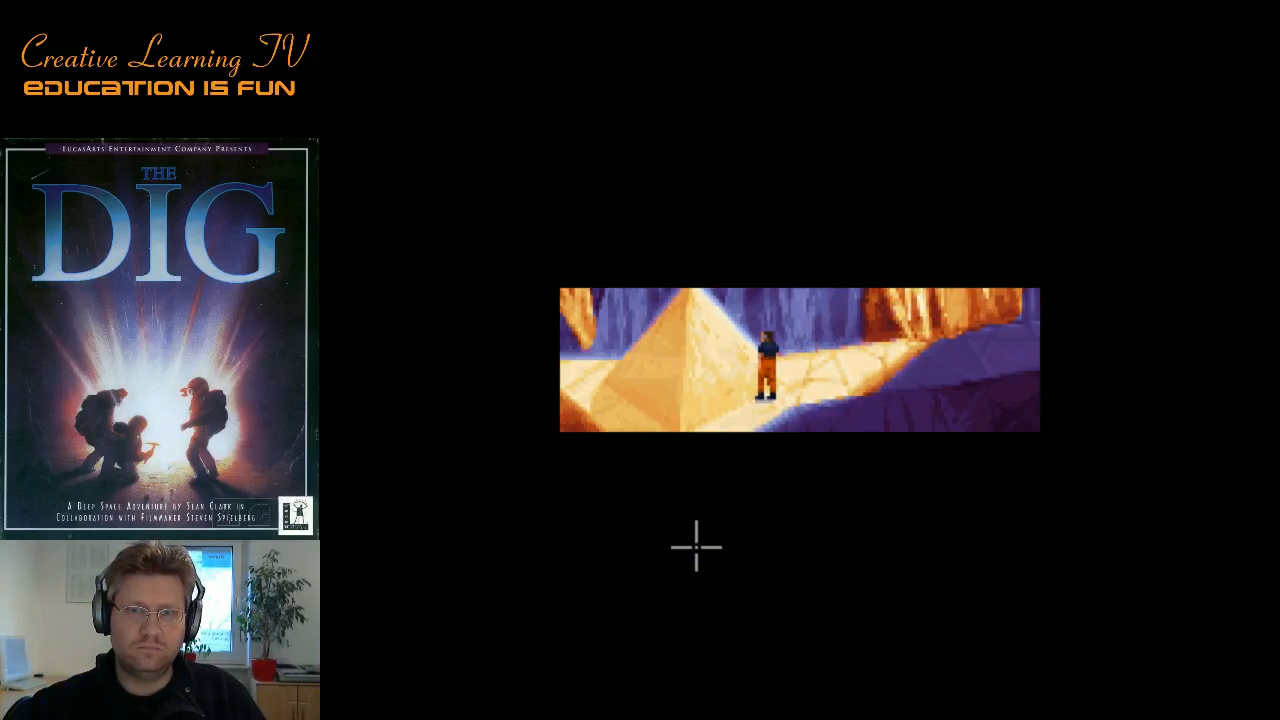 Creative Learning TV
EDUCATION IS FUN
LUCASARTS ENTERTAINMENT COMPANY PRESENTS
THE
DIG
A DEEP SPACE ADVENTURE BY SEAN CLARK IN
COLLABORATION WITH FILMMAKER STEVEN SPIELBERG